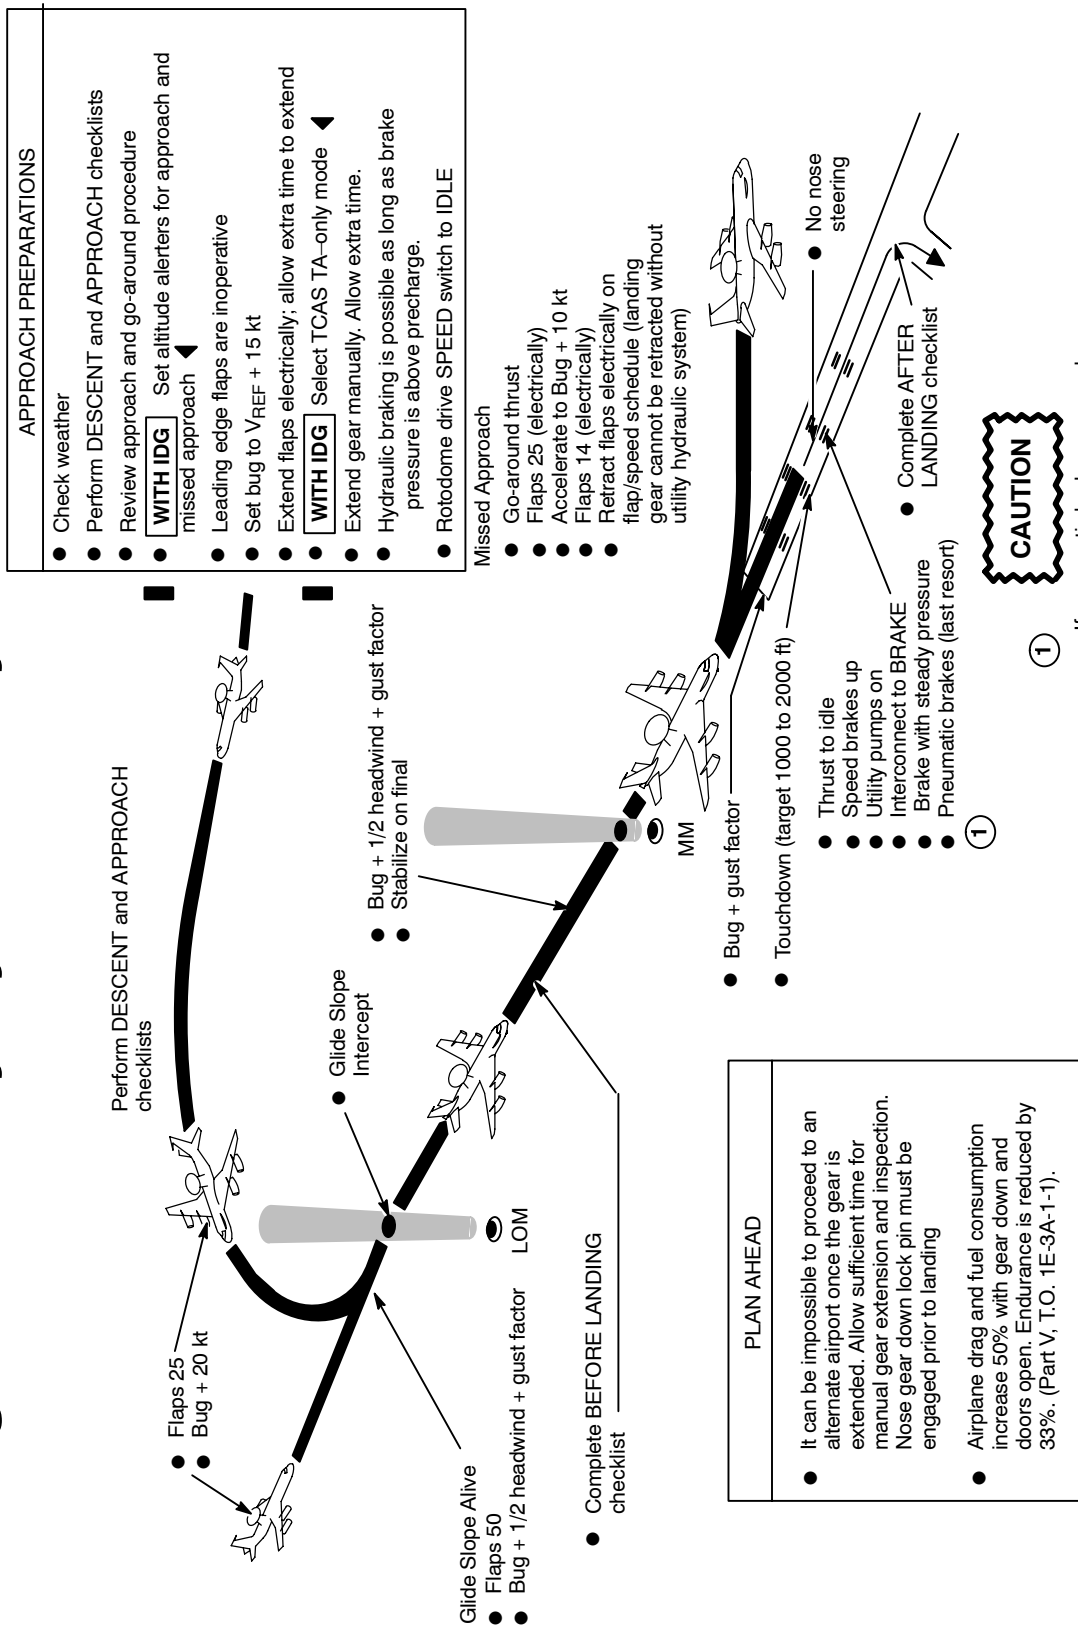 APPROACH PREPARATIONS
● Check weather
● Perform DESCENT and APPROACH checklists
● Review approach and go-around procedure
● WITH IDG Set altitude alerters for approach and
missed approach ◀
● Leading edge flaps are inoperative
● Set bug to VREF + 15 kt
● Extend flaps electrically; allow extra time to extend
● WITH IDG Select TCAS TA–only mode ◀
● Extend gear manually. Allow extra time.
● Hydraulic braking is possible as long as brake
pressure is above precharge.
● Rotodome drive SPEED switch to IDLE
Missed Approach
● Go-around thrust
● Flaps 25 (electrically)
● Accelerate to Bug + 10 kt
● Flaps 14 (electrically)
● Retract flaps electrically on
flap/speed schedule (landing
gear cannot be retracted without
utility hydraulic system)
Perform DESCENT and APPROACH
checklists
● Flaps 25
● Bug + 20 kt
● Glide Slope
Intercept
● Bug + 1/2 headwind + gust factor
● Stabilize on final
LOM
MM
Glide Slope Alive
● Flaps 50
● Bug + 1/2 headwind + gust factor
● Complete BEFORE LANDING
checklist
● Bug + gust factor
● Touchdown (target 1000 to 2000 ft)
● Thrust to idle
● Speed brakes up
● Utility pumps on
● Interconnect to BRAKE
● Brake with steady pressure
● Pneumatic brakes (last resort)
1
● No nose
steering
● Complete AFTER
LANDING checklist
PLAN AHEAD
● It can be impossible to proceed to an
alternate airport once the gear is
extended. Allow sufficient time for
manual gear extension and inspection.
Nose gear down lock pin must be
engaged prior to landing
● Airplane drag and fuel consumption
increase 50% with gear down and
doors open. Endurance is reduced by
33%. (Part V, T.O. 1E-3A-1-1).
1
CAUTION